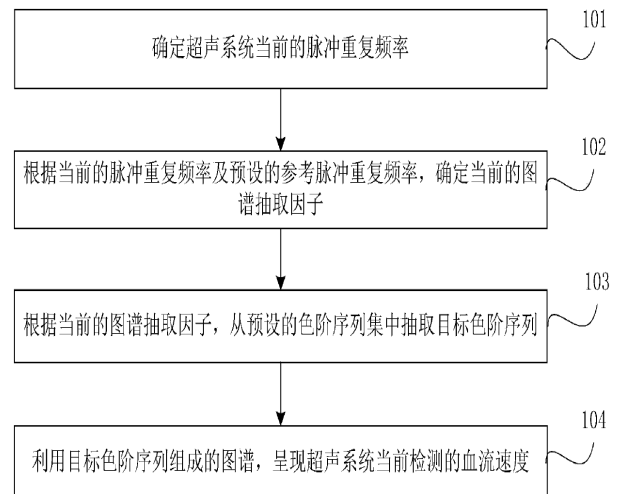 确定超声系统当前的脉冲重复频率
101
根据当前的脉冲重复频率及预设的参考脉冲重复频率，确定当前的图
谱抽取因子
102
根据当前的图谱抽取因子，从预设的色阶序列集中抽取目标色阶序列
103
利用目标色阶序列组成的图谱，呈现超声系统当前检测的血流速度
104